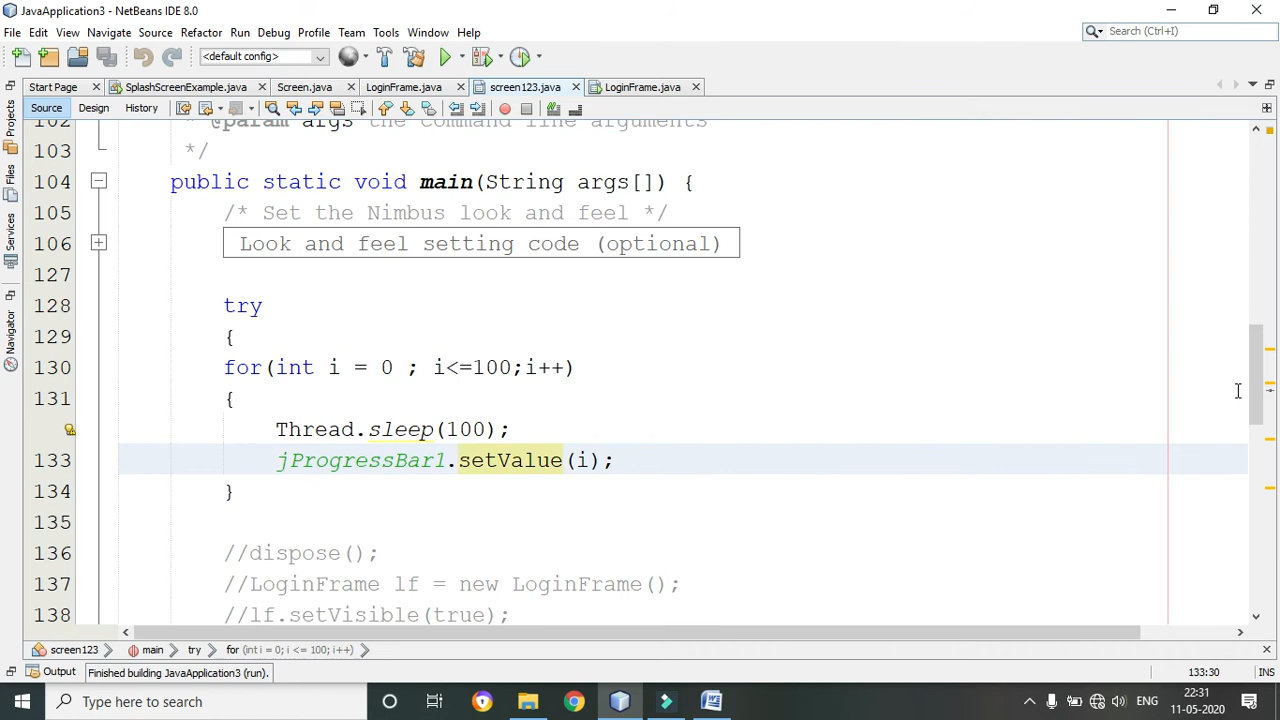 JavaApplication3 - NetBeans IDE 8.0
File Edit View Navigate Source Refactor Run Debug Profile Team Tools Window Help
Search (Ctrl+I)
<default config>
Start Page SplashScreenExample.java Screen.java LoginFrame.java screen123.java LoginFrame.java
Source Design History
Projects
Files
Services
Navigator
102 * @param args the command line arguments
103 */
104 public static void main(String args[]) {
105 /* Set the Nimbus look and feel */
106 Look and feel setting code (optional)
127
128 try
129 {
130 for(int i = 0 ; i<=100;i++)
131 {
Thread.sleep(100);
133 jProgressBar1.setValue(i);
134 }
135
136 //dispose();
137 //LoginFrame lf = new LoginFrame();
138 //lf.setVisible(true);
screen123 main try for (int i = 0; i <= 100; i++)
Output Finished building JavaApplication3 (run). 133:30 INS
Type here to search
ENG 22:31
11-05-2020